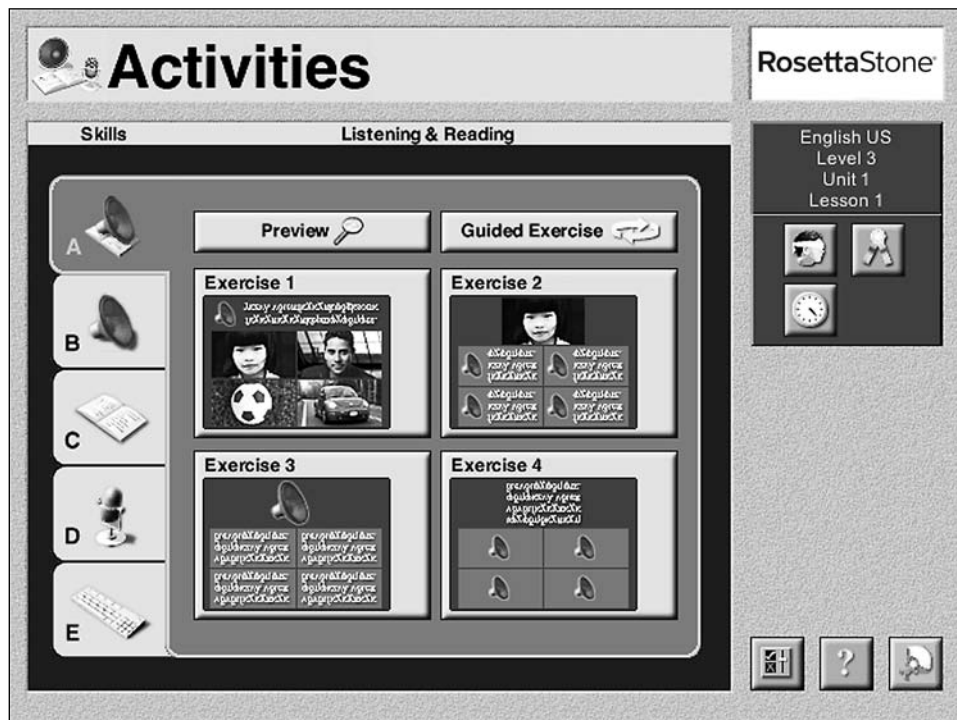 Activities
RosettaStone®
Skills
Listening & Reading
English US
Level 3
Unit 1
Lesson 1
A
Preview
Guided Exercise
Exercise 1
Exercise 2
B
C
Exercise 3
Exercise 4
D
E
?